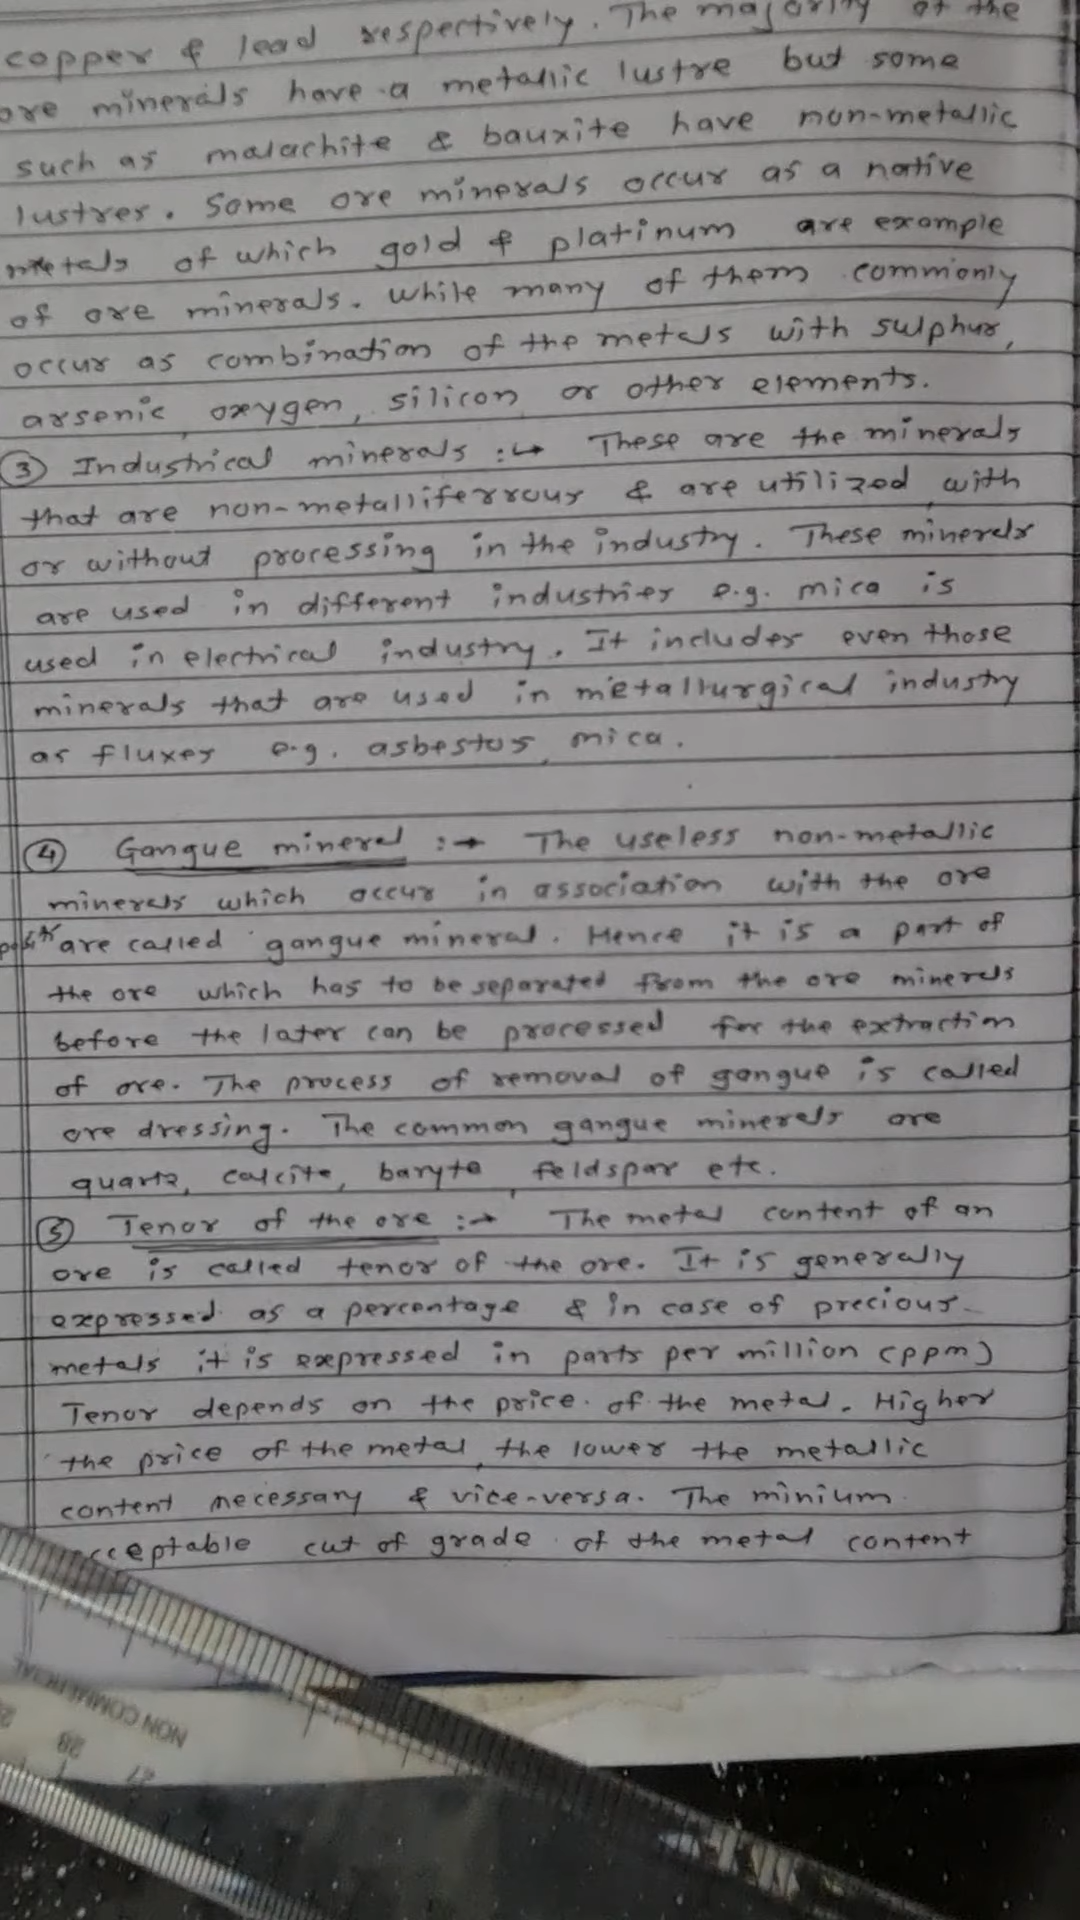 copper & lead respectively. The majority of the
ore minerals have a metallic lustre but some
such as malachite & bauxite have non-metallic
lustres. Some ore minerals occur as a native
metals of which gold & platinum are example
of ore minerals. While many of them commonly
occur as combination of the metals with sulphur,
arsenic, oxygen, silicon or other elements.
③ Industrical minerals :↳ These are the minerals
that are non-metalliferrous & are utilized with
or without processing in the industry. These minerals
are used in different industries e.g. mica is
used in electrical industry. It includes even those
minerals that are used in metallurgical industry
as fluxes e.g. asbestos, mica.
④ Gangue mineral :→ The useless non-metallic
minerals which occur in association with the ore
are called gangue mineral. Hence it is a part of
the ore which has to be separated from the ore minerals
before the later can be processed for the extraction
of ore. The process of removal of gangue is called
ore dressing. The common gangue minerals are
quartz, calcite, baryte, feldspar etc.
⑤ Tenor of the ore :→ The metal content of an
ore is called tenor of the ore. It is generally
expressed as a percentage & in case of precious
metals it is expressed in parts per million (ppm)
Tenor depends on the price of the metal. Higher
the price of the metal, the lower the metallic
content necessary & vice-versa. The minium
cceptable cut of grade of the metal content
NON COMMERCIAL
28
27